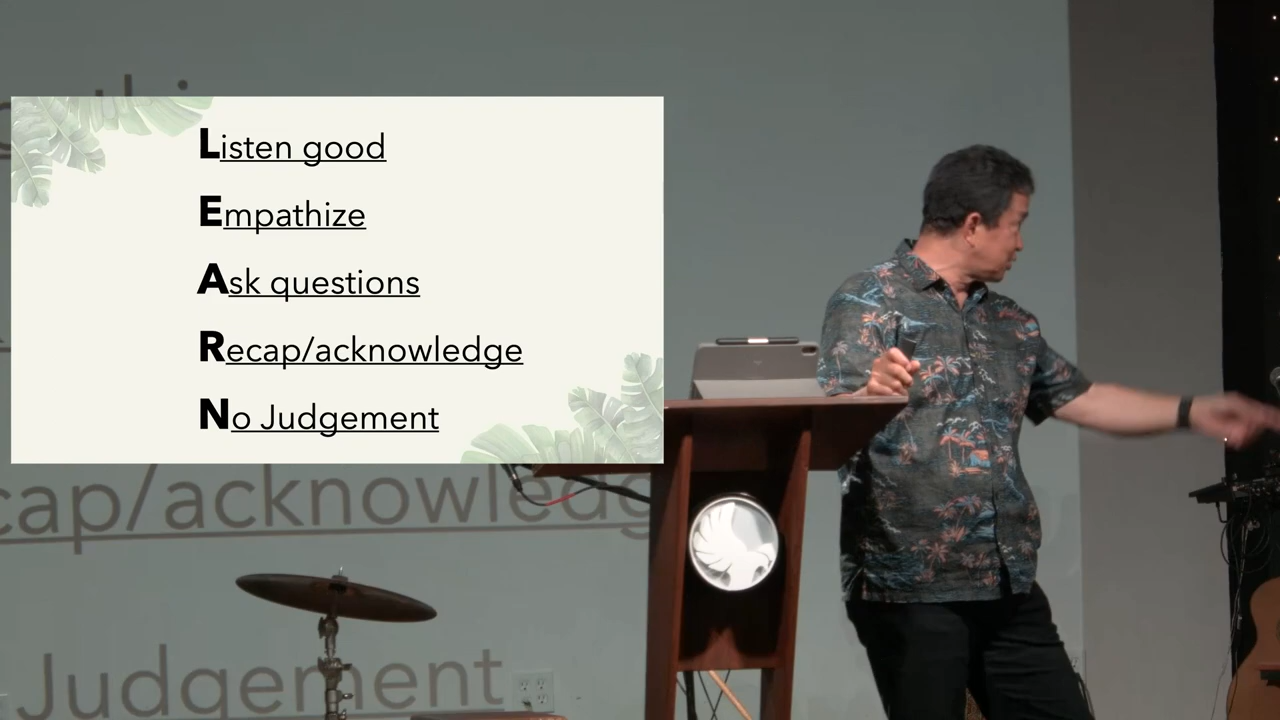 Listen good
Empathize
Ask questions
Recap/acknowledge
No Judgement
cap/acknowledg
Judgement